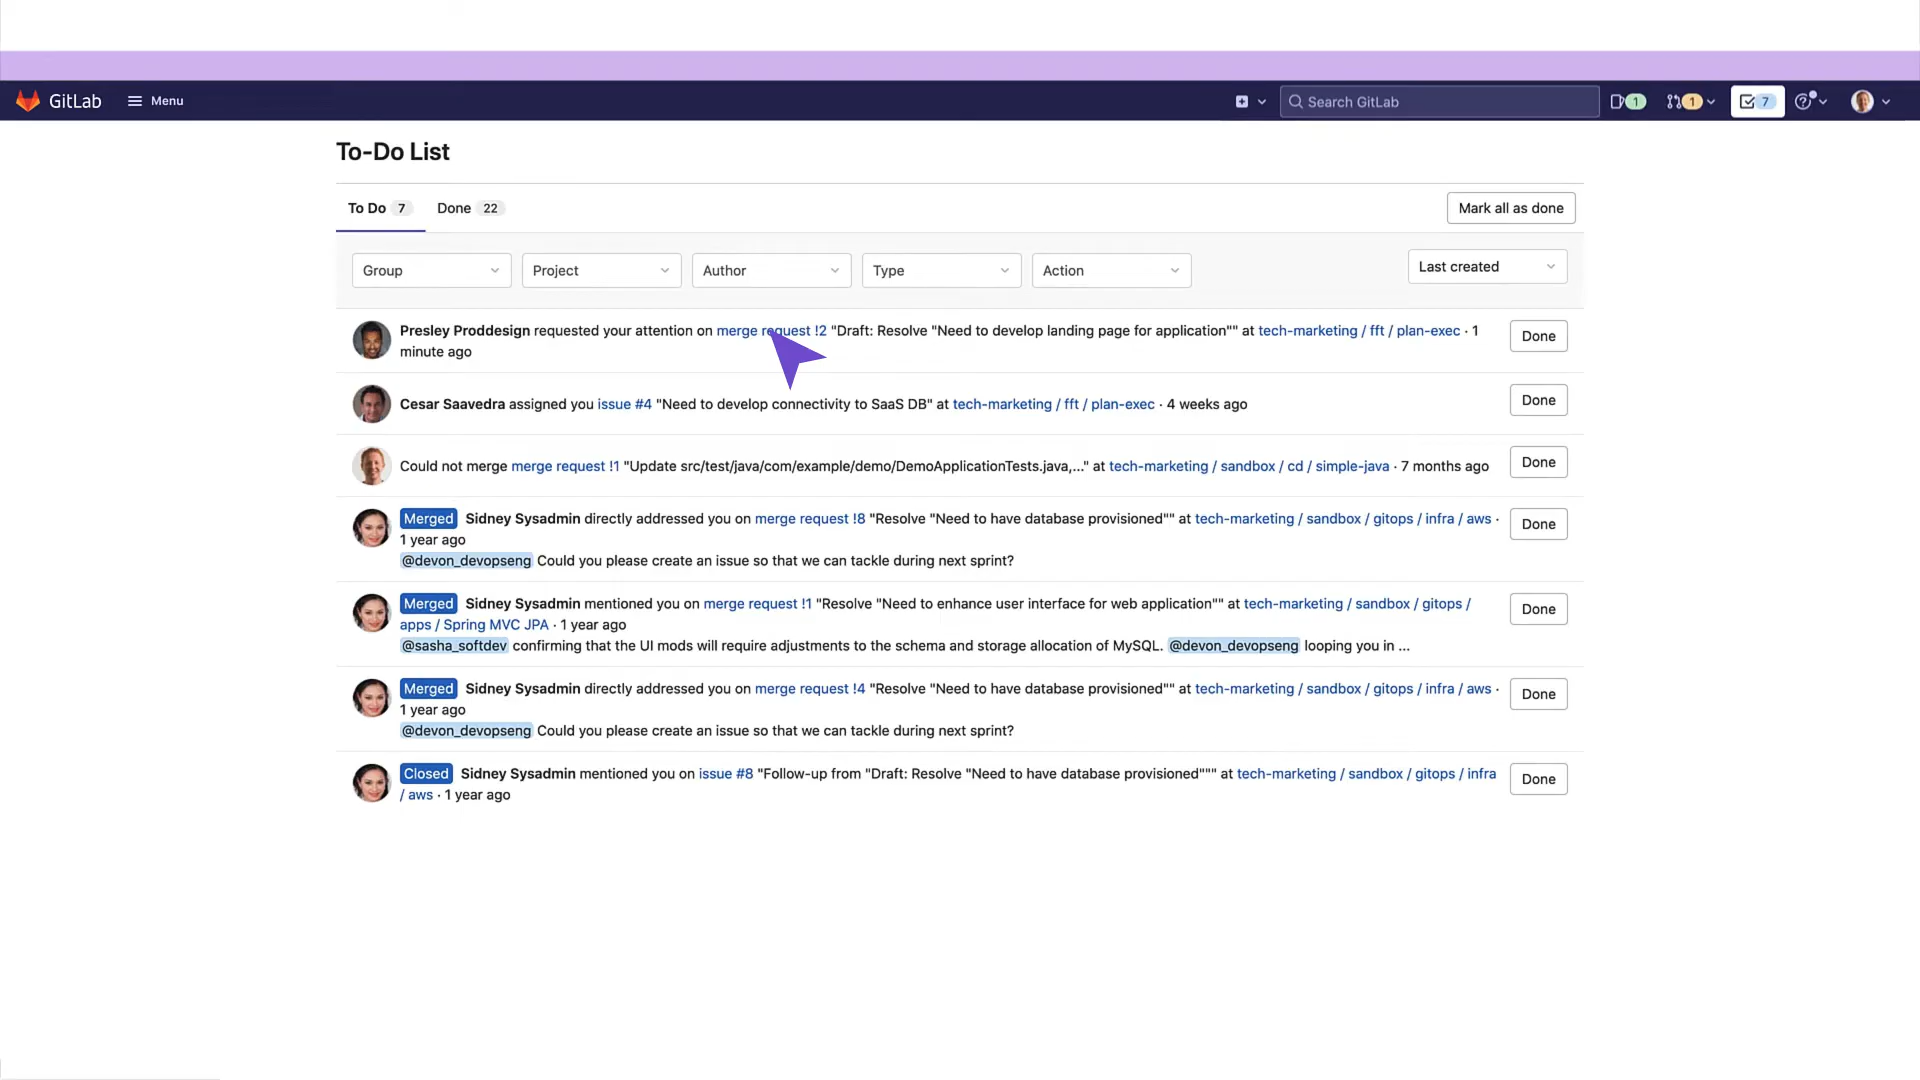 GitLab Menu Search GitLab 1 1 7
To-Do List
To Do 7 Done 22 Mark all as done
Group Project Author Type Action Last created
Presley Proddesign requested your attention on merge request !2 "Draft: Resolve "Need to develop landing page for application"" at tech-marketing / fft / plan-exec · 1 Done
minute ago
Cesar Saavedra assigned you issue #4 "Need to develop connectivity to SaaS DB" at tech-marketing / fft / plan-exec · 4 weeks ago Done
Could not merge merge request !1 "Update src/test/java/com/example/demo/DemoApplicationTests.java,..." at tech-marketing / sandbox / cd / simple-java · 7 months ago Done
Merged Sidney Sysadmin directly addressed you on merge request !8 "Resolve "Need to have database provisioned"" at tech-marketing / sandbox / gitops / infra / aws · Done
1 year ago
@devon_devopseng Could you please create an issue so that we can tackle during next sprint?
Merged Sidney Sysadmin mentioned you on merge request !1 "Resolve "Need to enhance user interface for web application"" at tech-marketing / sandbox / gitops / Done
apps / Spring MVC JPA · 1 year ago
@sasha_softdev confirming that the UI mods will require adjustments to the schema and storage allocation of MySQL. @devon_devopseng looping you in ...
Merged Sidney Sysadmin directly addressed you on merge request !4 "Resolve "Need to have database provisioned"" at tech-marketing / sandbox / gitops / infra / aws · Done
1 year ago
@devon_devopseng Could you please create an issue so that we can tackle during next sprint?
Closed Sidney Sysadmin mentioned you on issue #8 "Follow-up from "Draft: Resolve "Need to have database provisioned""" at tech-marketing / sandbox / gitops / infra Done
/ aws · 1 year ago